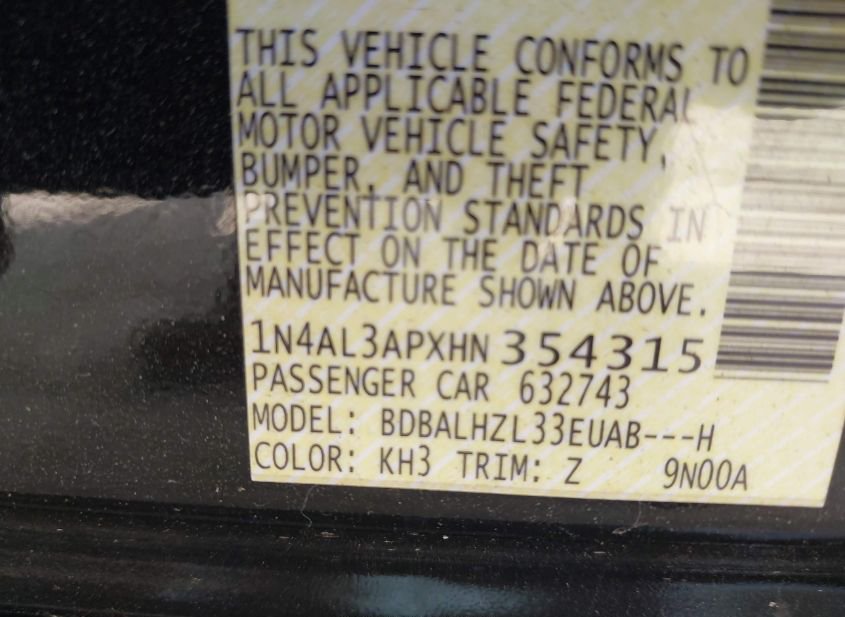 THIS VEHICLE CONFORMS TO
ALL APPLICABLE FEDERAL
MOTOR VEHICLE SAFETY,
BUMPER, AND THEFT
PREVENTION STANDARDS IN
EFFECT ON THE DATE OF
MANUFACTURE SHOWN ABOVE.
1N4AL3APXHN354315
PASSENGER CAR 632743
MODEL: BDBALHZL33EUAB---H
COLOR: KH3 TRIM: Z 9N00A